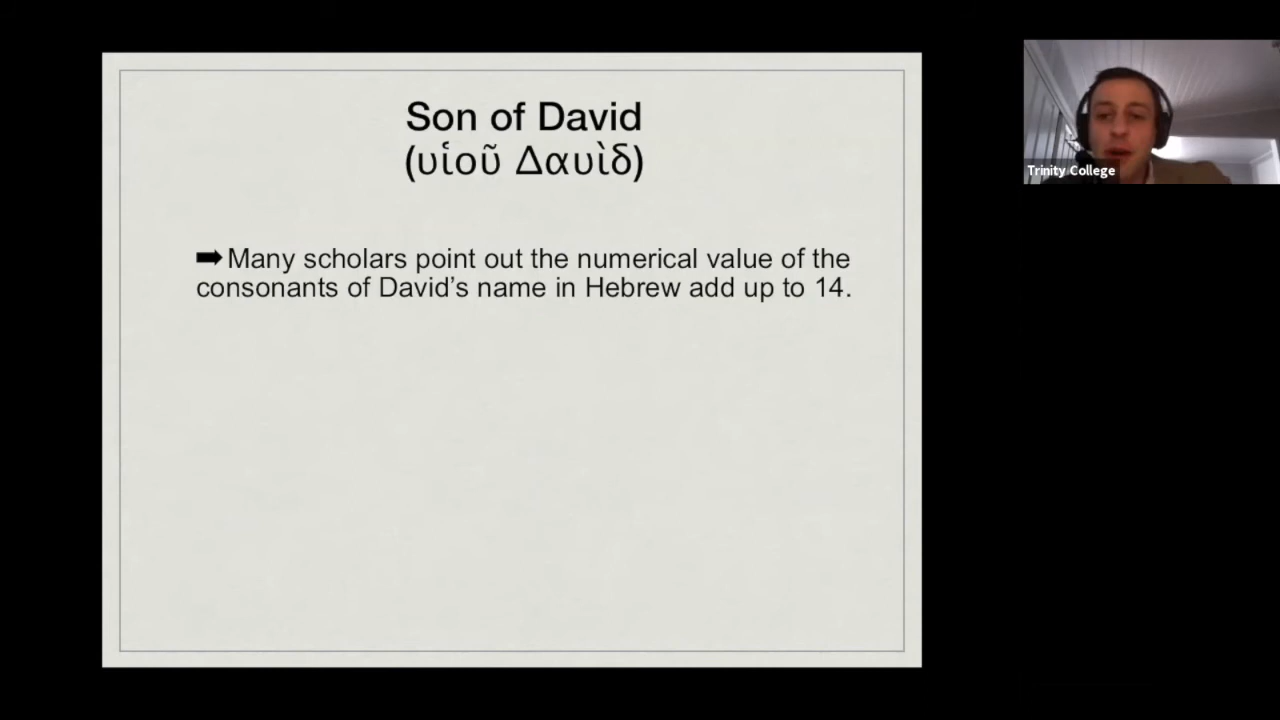 Son of David
(υἱοῦ Δαυὶδ)
➡Many scholars point out the numerical value of the
consonants of David’s name in Hebrew add up to 14.
Trinity College